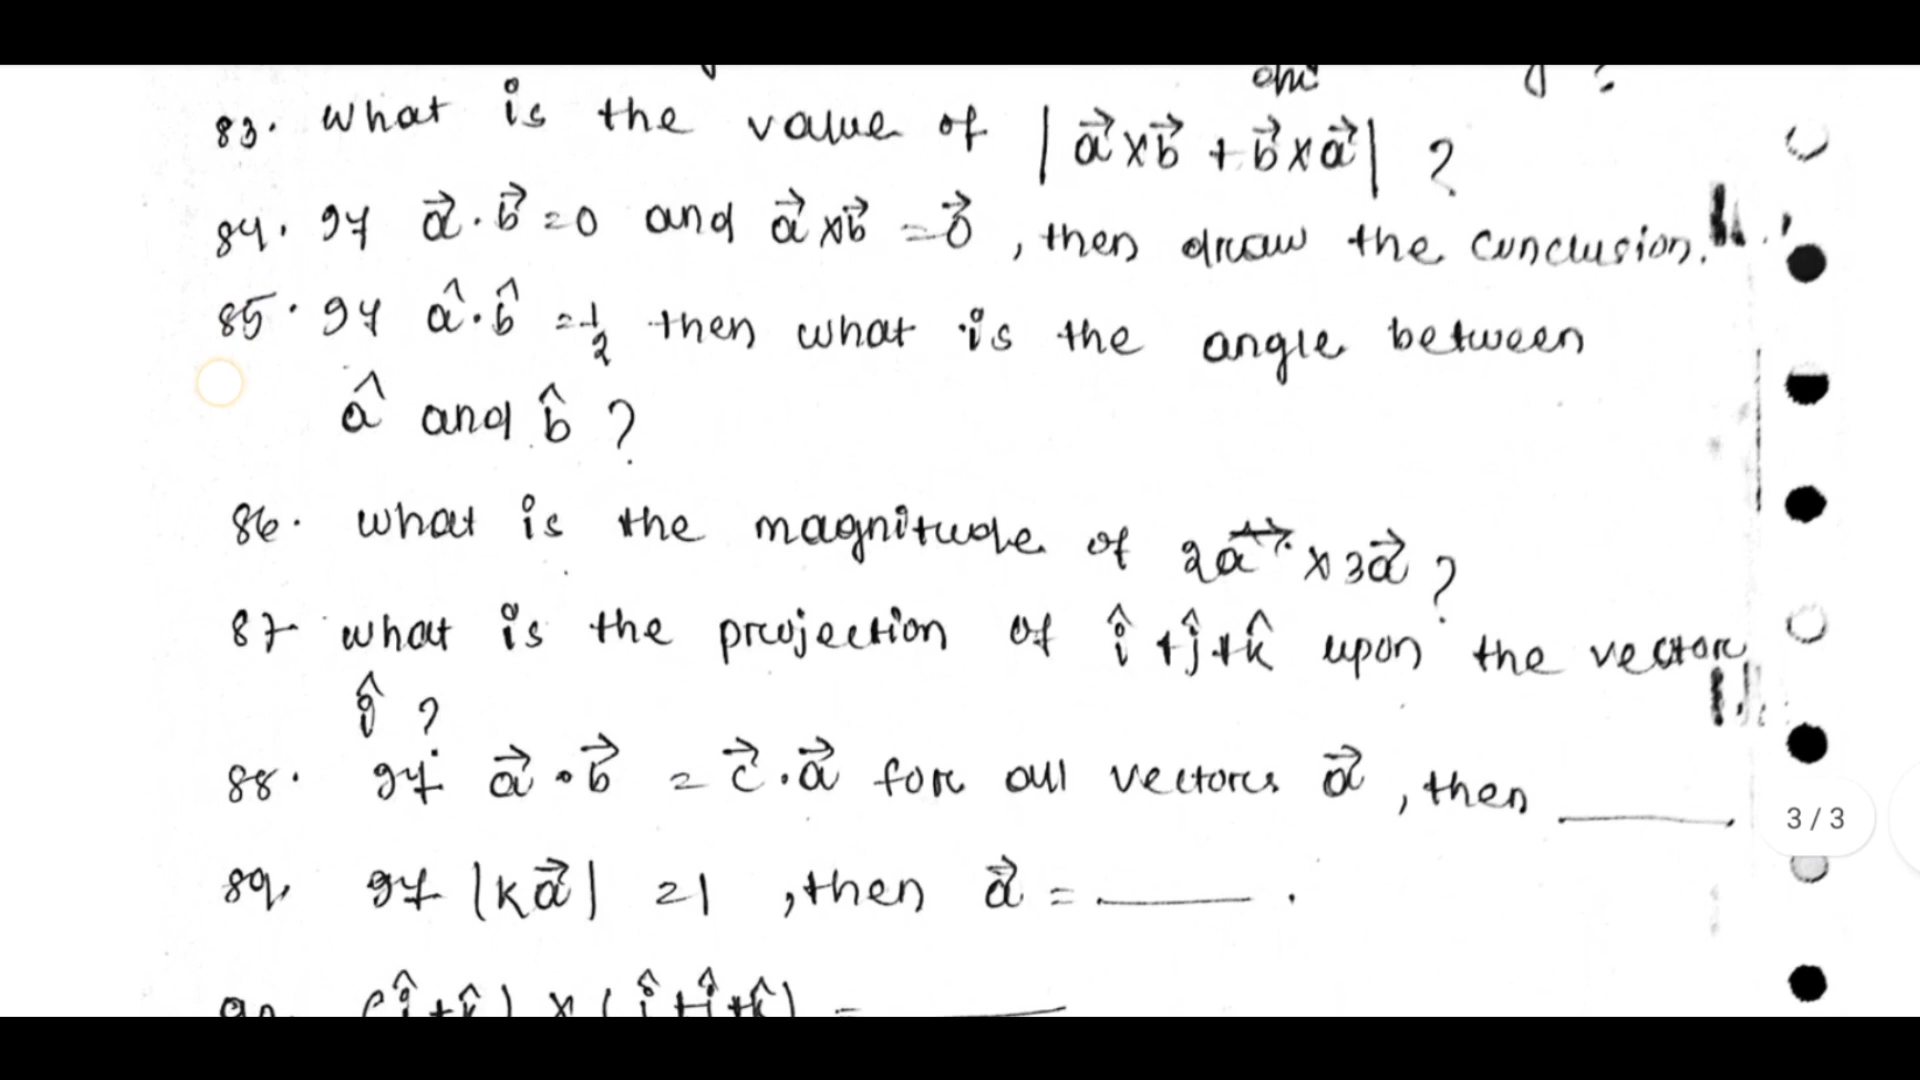 83. What is the value of | a⃗ × b⃗ + b⃗ × a⃗ | ?
84. If a⃗ . b⃗ = 0 and a⃗ × b⃗ = 0⃗ , then draw the conclusion.
85. If â . b̂ = 1/2 then what is the angle between
â and b̂ ?
86. what is the magnitude of 2a⃗ × 3a⃗ ?
87 what is the projection of î + ĵ + k̂ upon the vector
ĵ ?
88. If a⃗ . b⃗ = c⃗ . a⃗ for all vectors a⃗ , then ______
3 / 3
89. If |k a⃗| = 1 , then a⃗ = ______ .